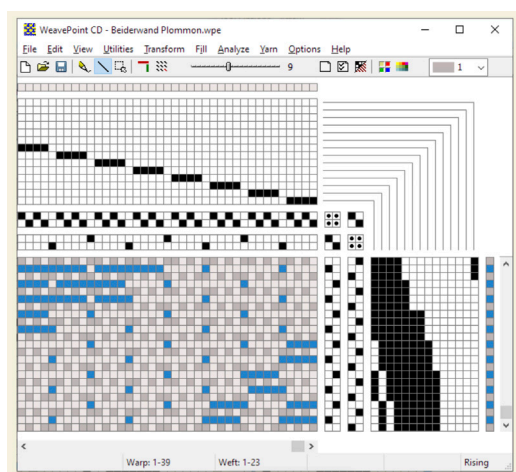 WeavePoint CD - Beiderwand Plommon.wpe
File Edit View Utilities Transform Fill Analyze Yarn Options Help
9 1
Warp: 1-39 Weft: 1-23 Rising